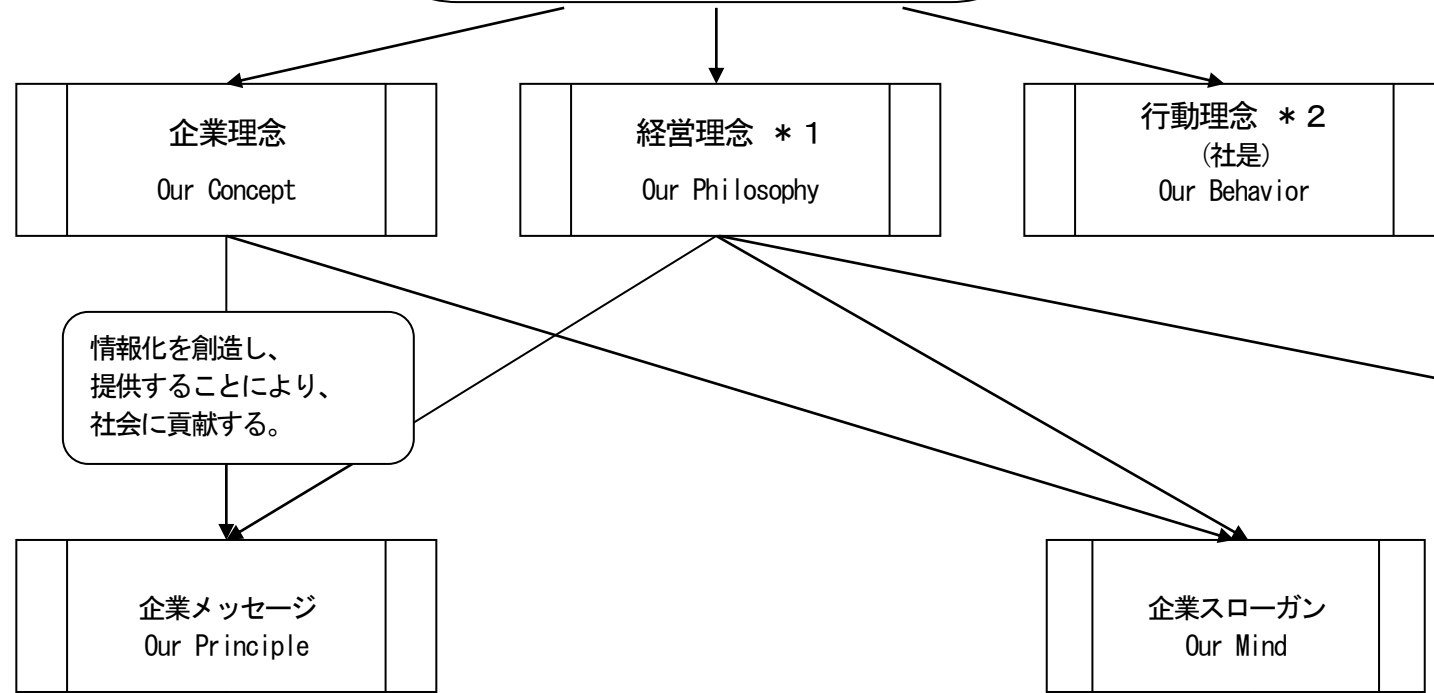 企業理念
Our Concept
経営理念 ＊１
Our Philosophy
行動理念 ＊２
(社是)
Our Behavior
情報化を創造し、
提供することにより、
社会に貢献する。
企業メッセージ
Our Principle
企業スローガン
Our Mind